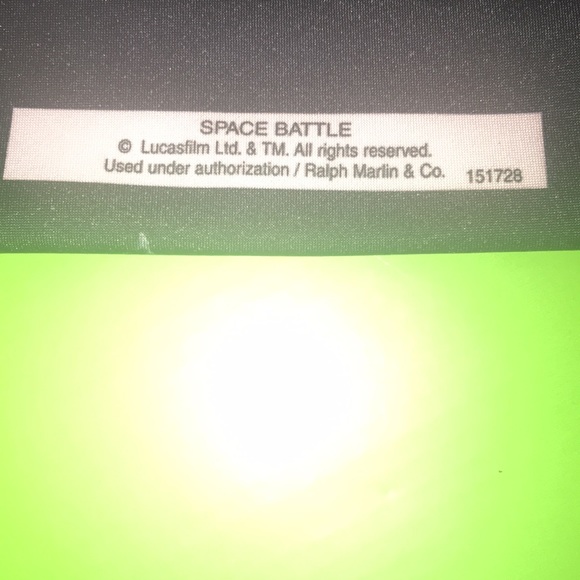 SPACE BATTLE
© Lucasfilm Ltd. & TM. All rights reserved.
Used under authorization / Ralph Marlin & Co. 151728